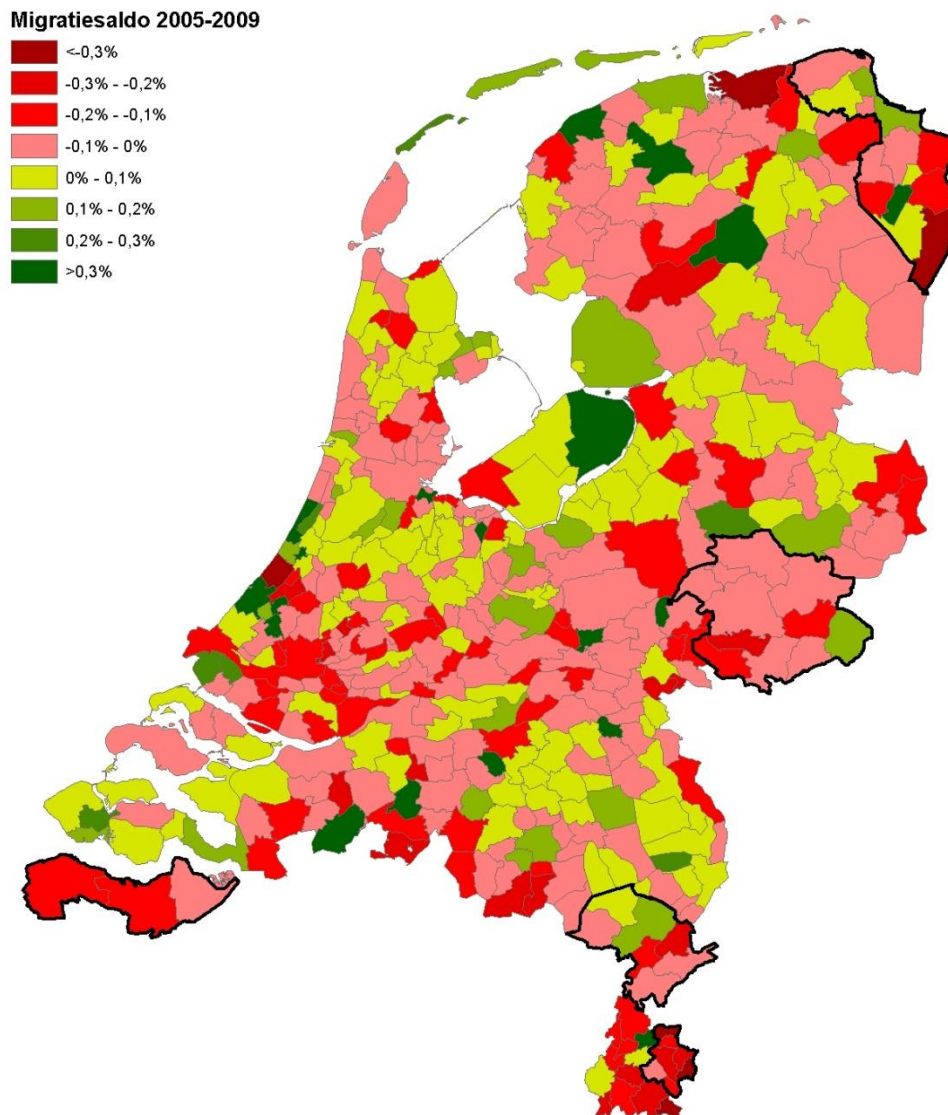 Migratiesaldo 2005-2009
<-0,3%
-0,3% - -0,2%
-0,2% - -0,1%
-0,1% - 0%
0% - 0,1%
0,1% - 0,2%
0,2% - 0,3%
>0,3%